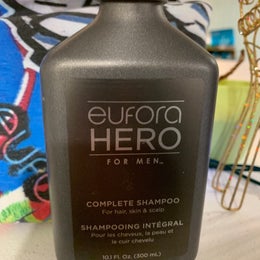 eufora
HERO
FOR MEN™
COMPLETE SHAMPOO
For hair, skin & scalp
SHAMPOOING INTÉGRAL
Pour les cheveux, la peau et
le cuir chevelu
10.1 Fl. Oz. (300 mL)